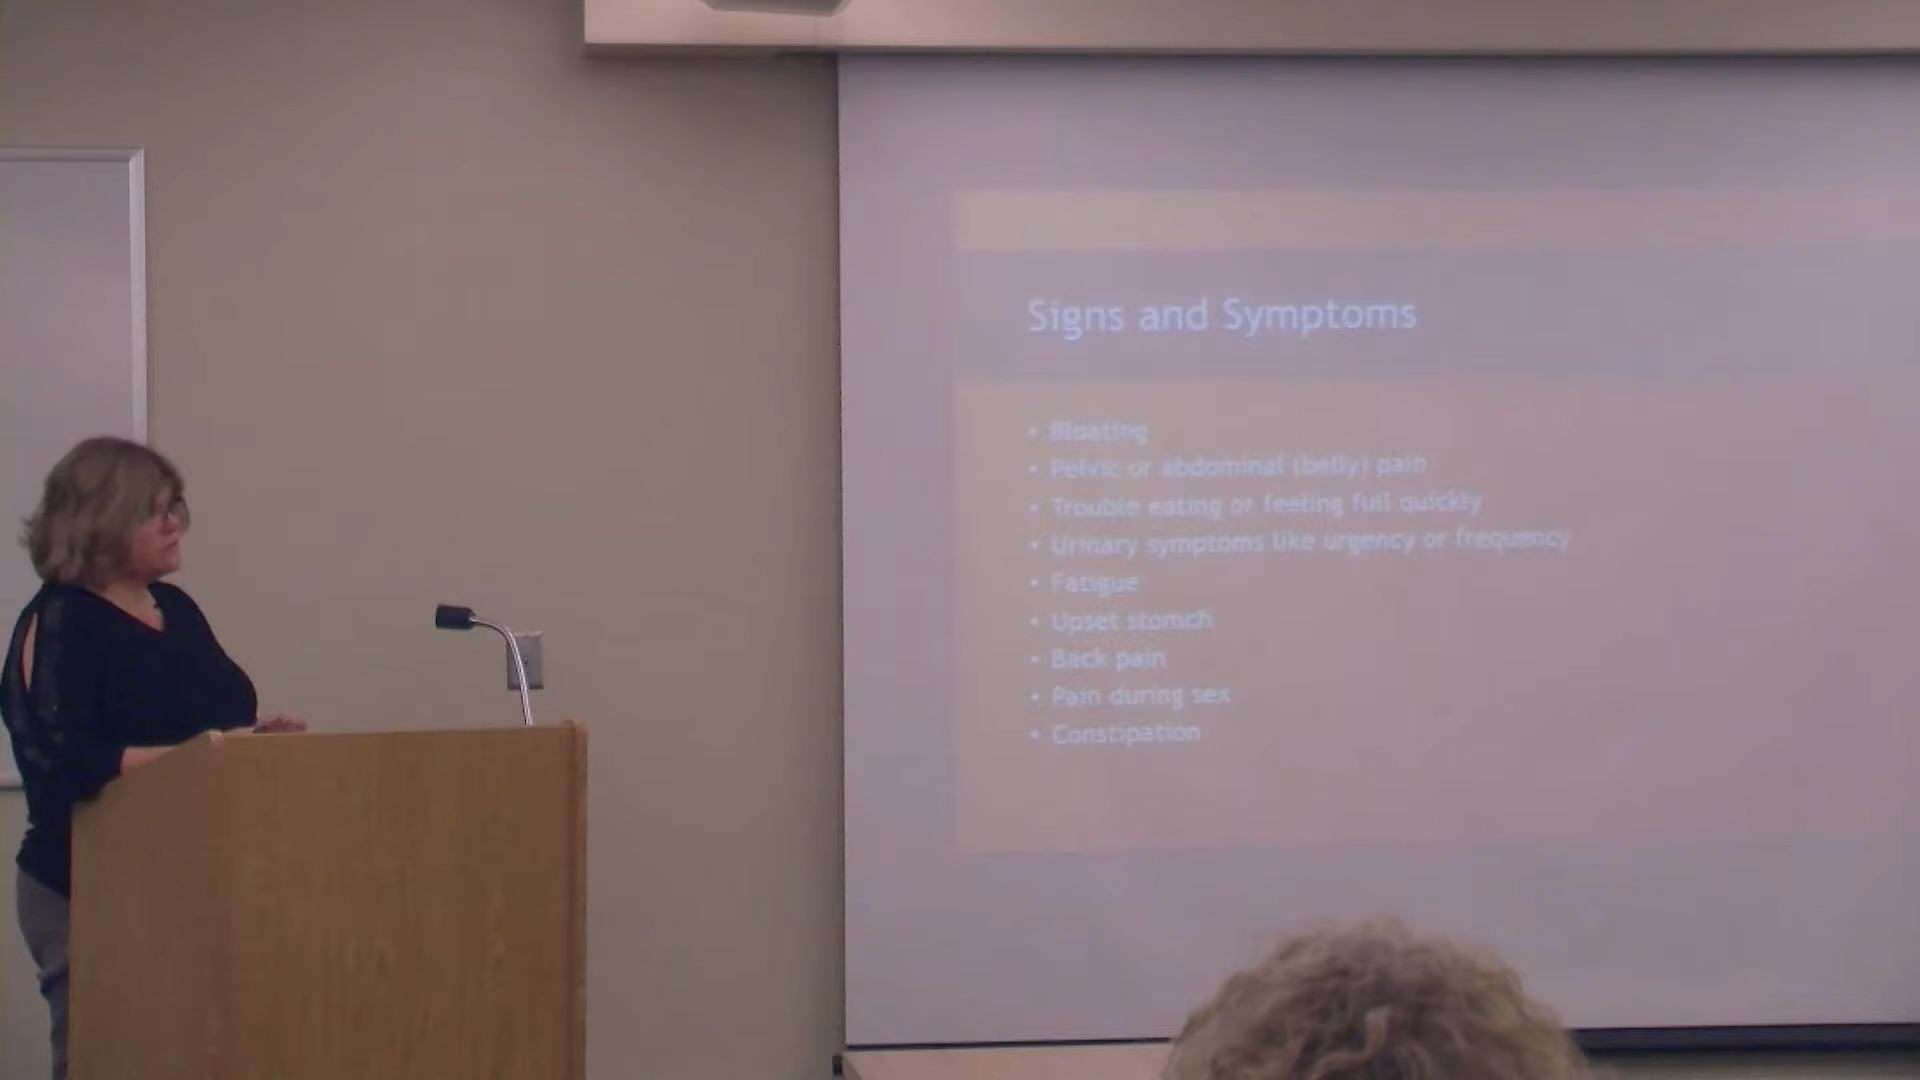 Signs and Symptoms
• Bloating
• Pelvic or abdominal (belly) pain
• Trouble eating or feeling full quickly
• Urinary symptoms like urgency or frequency
• Fatigue
• Upset stomch
• Back pain
• Pain during sex
• Constipation